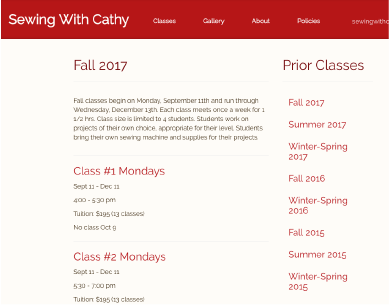 Sewing With Cathy
Classes
Gallery
About
Policies
sewingwithc
Fall 2017
Fall classes begin on Monday, September 11th and run through
Wednesday, December 13th. Each class meets once a week for 1
1/2 hrs. Class size is limited to 4 students. Students work on
projects of their own choice, appropriate for their level. Students
bring their own sewing machine and supplies for their projects.
Class #1 Mondays
Sept 11 - Dec 11
4:00 - 5:30 pm
Tuition: $195 (13 classes)
No class Oct 9
Class #2 Mondays
Sept 11 - Dec 11
5:30 - 7:00 pm
Tuition: $195 (13 classes)
Prior Classes
Fall 2017
Summer 2017
Winter-Spring
2017
Fall 2016
Winter-Spring
2016
Fall 2015
Summer 2015
Winter-Spring
2015